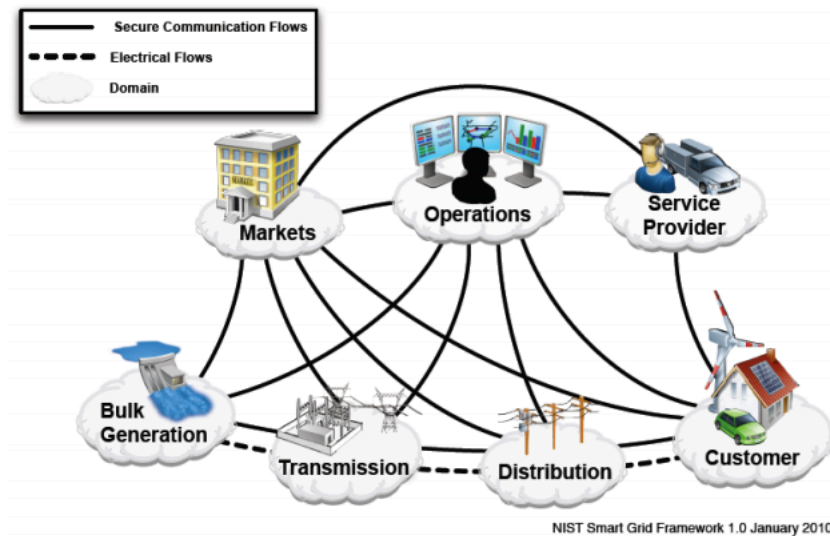 Secure Communication Flows
Electrical Flows
Domain
Markets
Operations
Service
Provider
Bulk
Generation
Transmission
Distribution
Customer
NIST Smart Grid Framework 1.0 January 2010